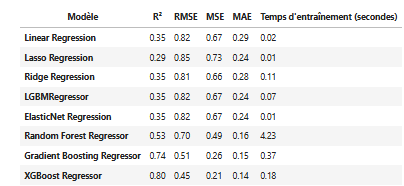 Modèle R² RMSE MSE MAE Temps d'entraînement (secondes)
Linear Regression 0.35 0.82 0.67 0.29 0.02
Lasso Regression 0.29 0.85 0.73 0.24 0.01
Ridge Regression 0.35 0.81 0.66 0.28 0.11
LGBMRegressor 0.35 0.82 0.67 0.24 0.07
ElasticNet Regression 0.35 0.82 0.67 0.24 0.01
Random Forest Regressor 0.53 0.70 0.49 0.16 4.23
Gradient Boosting Regressor 0.74 0.51 0.26 0.15 0.37
XGBoost Regressor 0.80 0.45 0.21 0.14 0.18